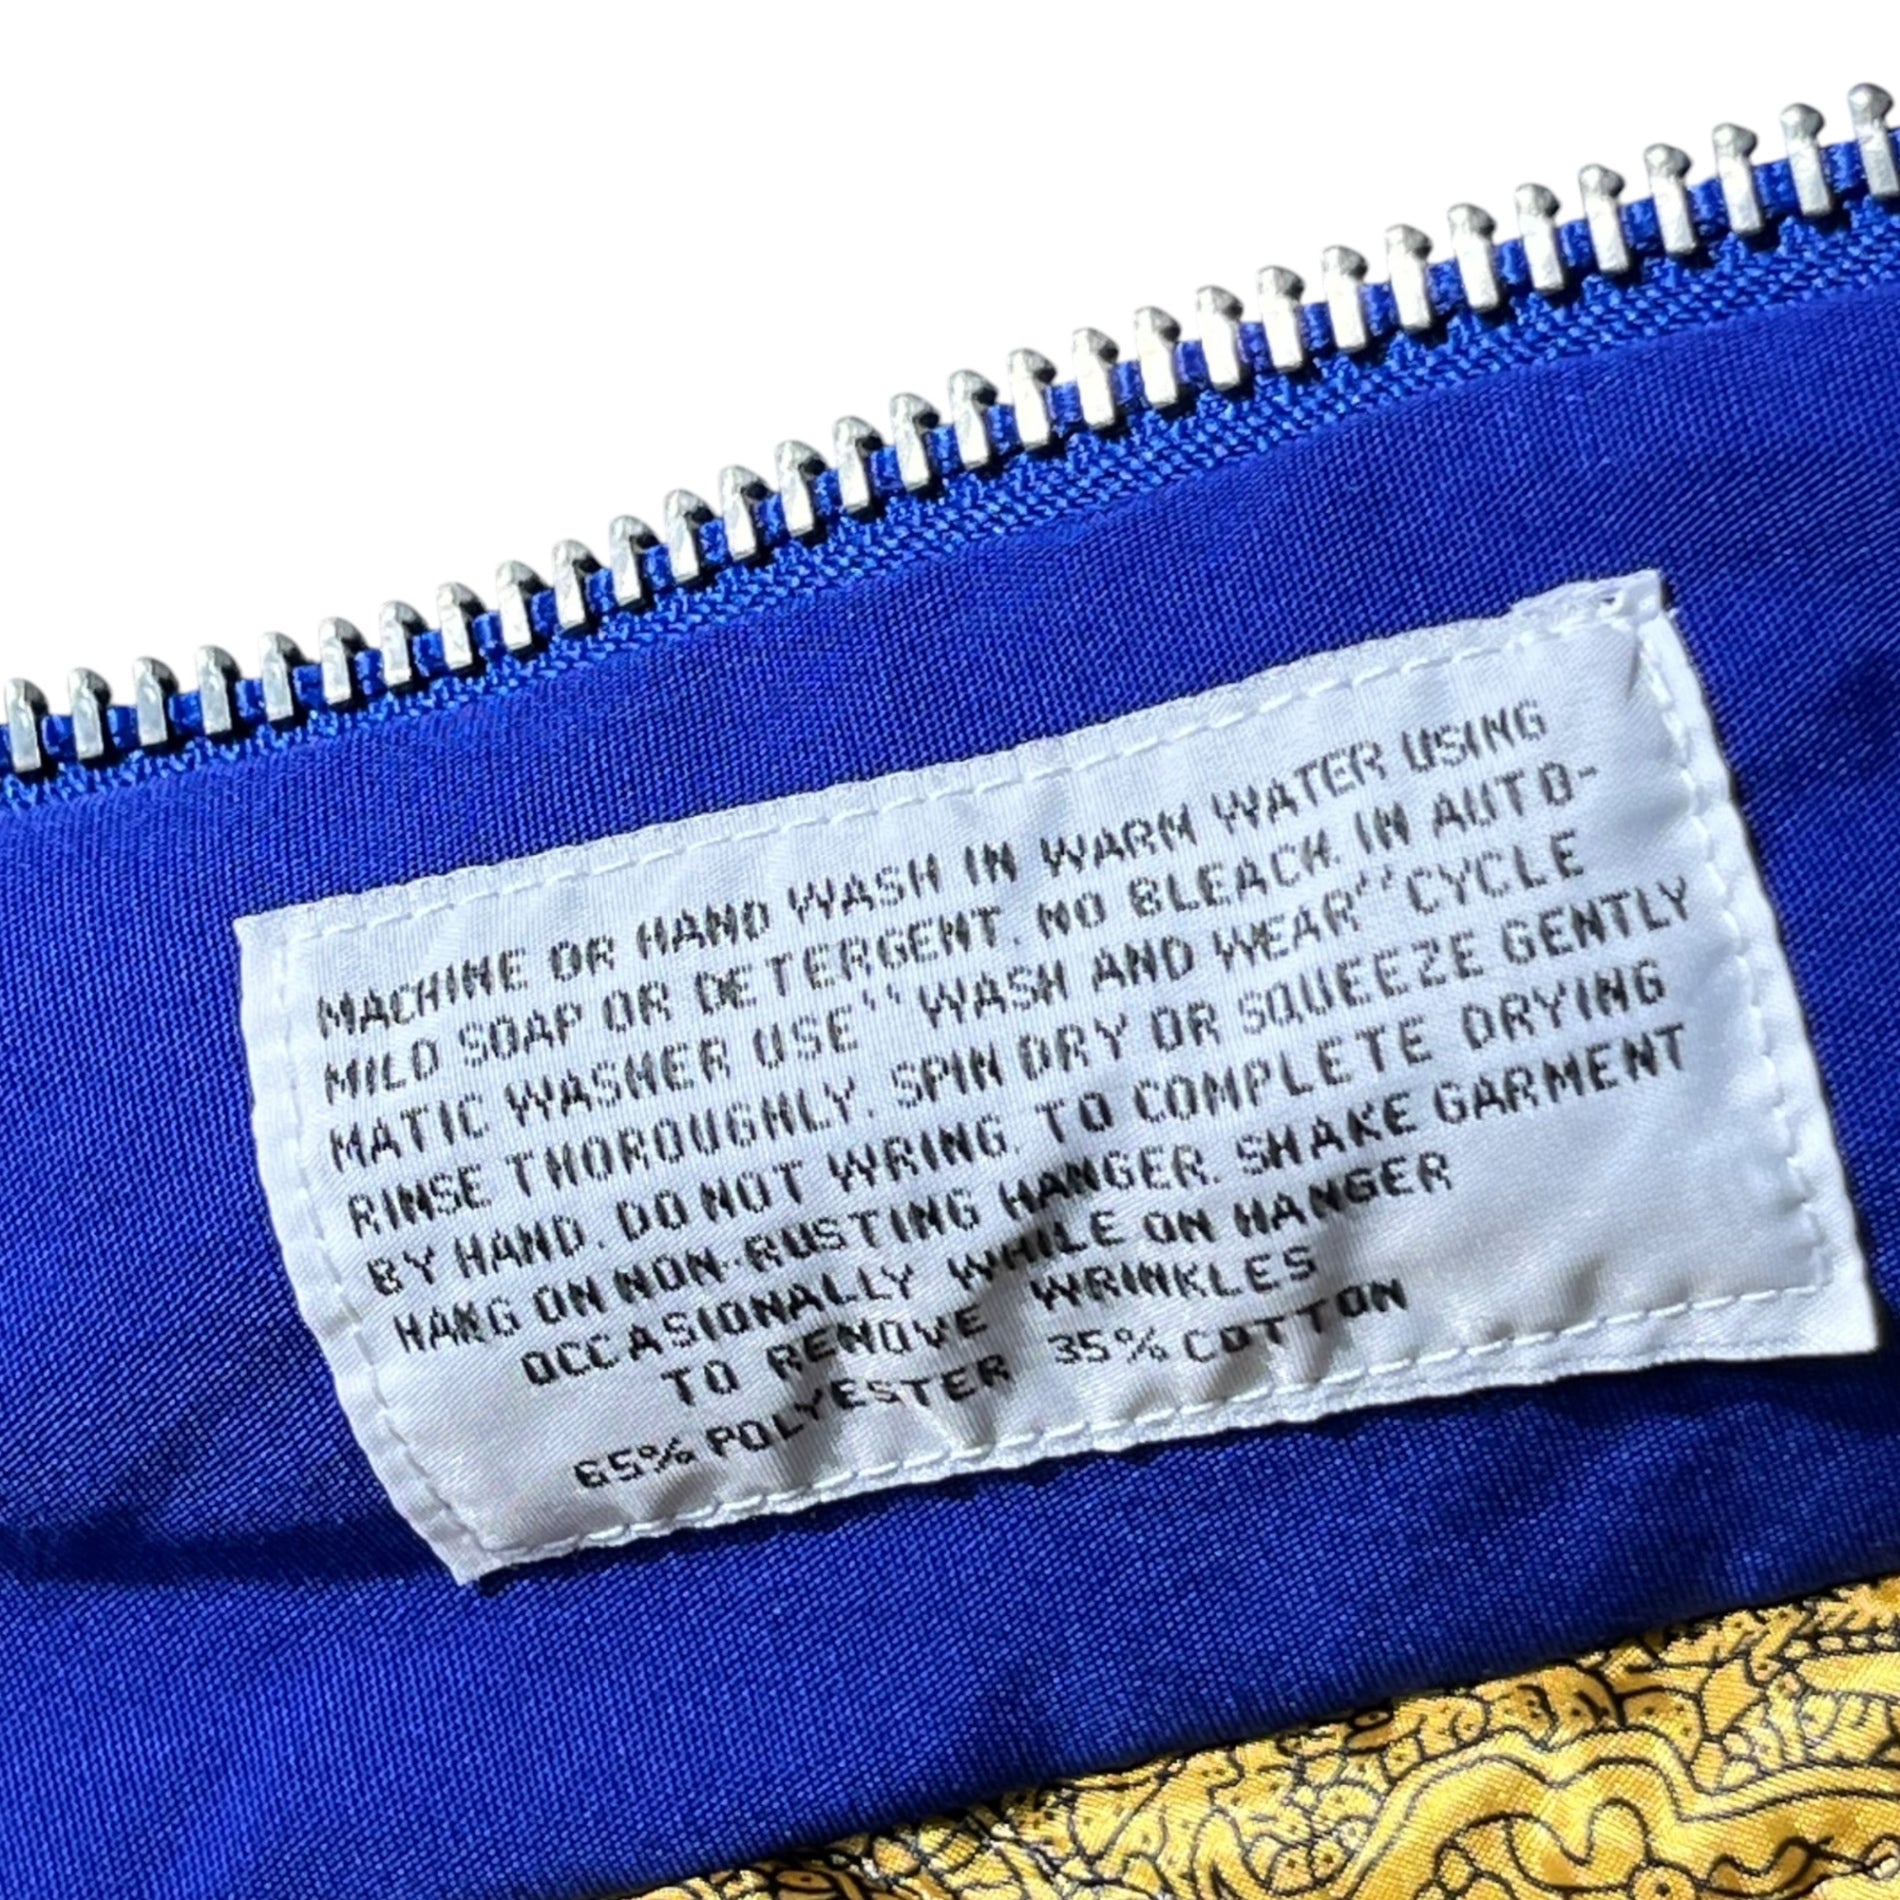 MACHINE OR HAND WASH IN WARM WATER USING
MILD SOAP OR DETERGENT. NO BLEACH. IN AUTO-
MATIC WASHER USE "WASH AND WEAR" CYCLE
RINSE THOROUGHLY. SPIN DRY OR SQUEEZE GENTLY
BY HAND. DO NOT WRING. TO COMPLETE DRYING
HANG ON NON-RUSTING HANGER. SHAKE GARMENT
OCCASIONALLY WHILE ON HANGER
TO REMOVE WRINKLES
65% POLYESTER 35% COTTON